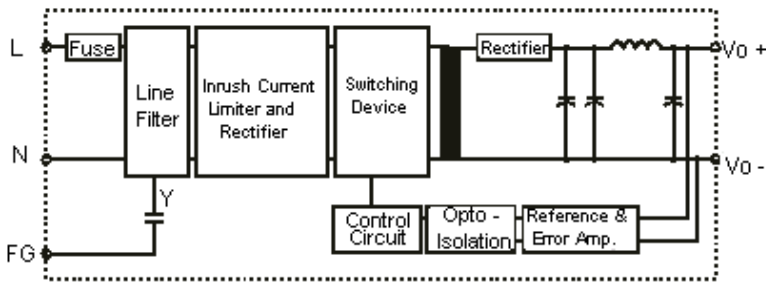 L
Fuse
Line
Filter
Inrush Current
Limiter and
Rectifier
Switching
Device
Rectifier
Vo +
N
Vo -
Y
FG
Control
Circuit
Opto -
Isolation
Reference &
Error Amp.